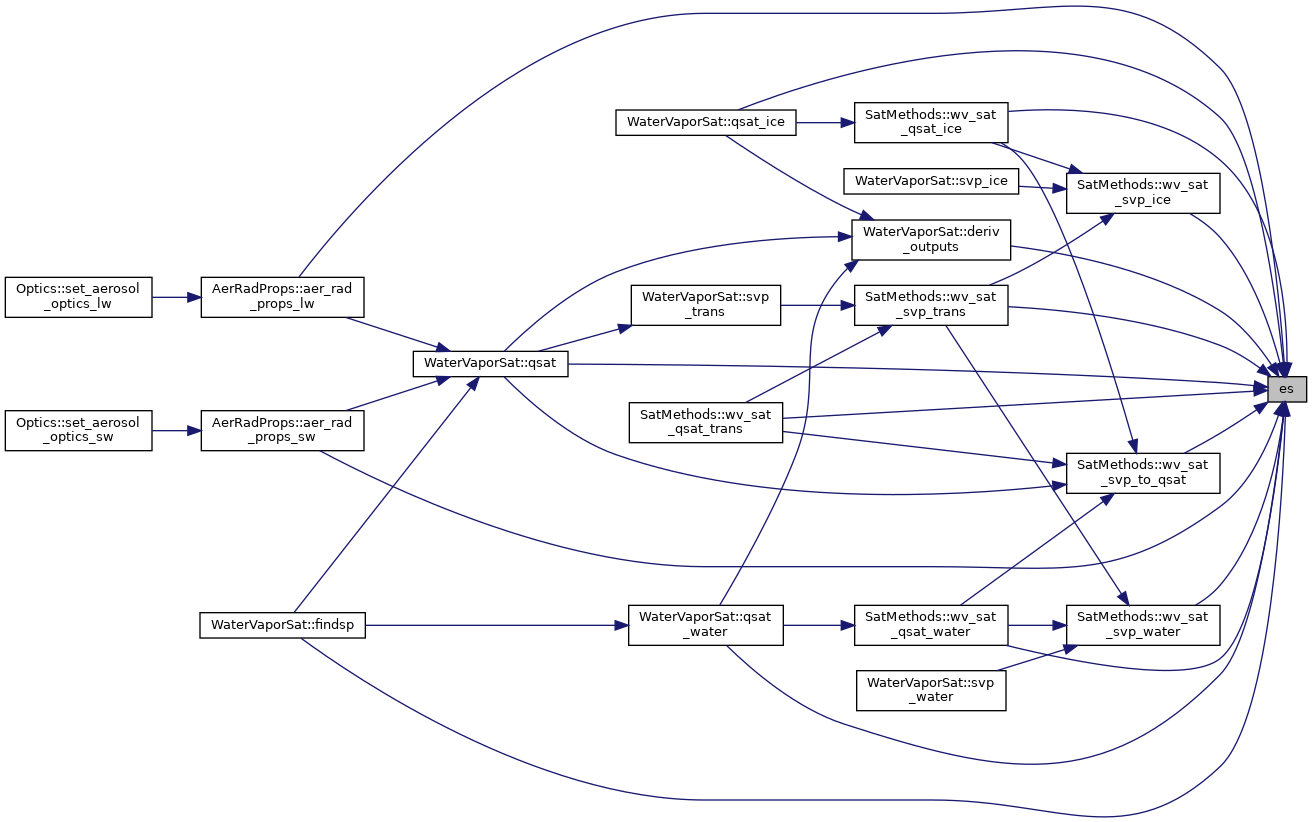 WaterVaporSat::qsat_ice
SatMethods::wv_sat
_qsat_ice
WaterVaporSat::svp_ice
SatMethods::wv_sat
_svp_ice
WaterVaporSat::deriv
_outputs
Optics::set_aerosol
_optics_lw
AerRadProps::aer_rad
_props_lw
WaterVaporSat::svp
_trans
SatMethods::wv_sat
_svp_trans
WaterVaporSat::qsat
es
Optics::set_aerosol
_optics_sw
AerRadProps::aer_rad
_props_sw
SatMethods::wv_sat
_qsat_trans
SatMethods::wv_sat
_svp_to_qsat
WaterVaporSat::findsp
WaterVaporSat::qsat
_water
SatMethods::wv_sat
_qsat_water
SatMethods::wv_sat
_svp_water
WaterVaporSat::svp
_water